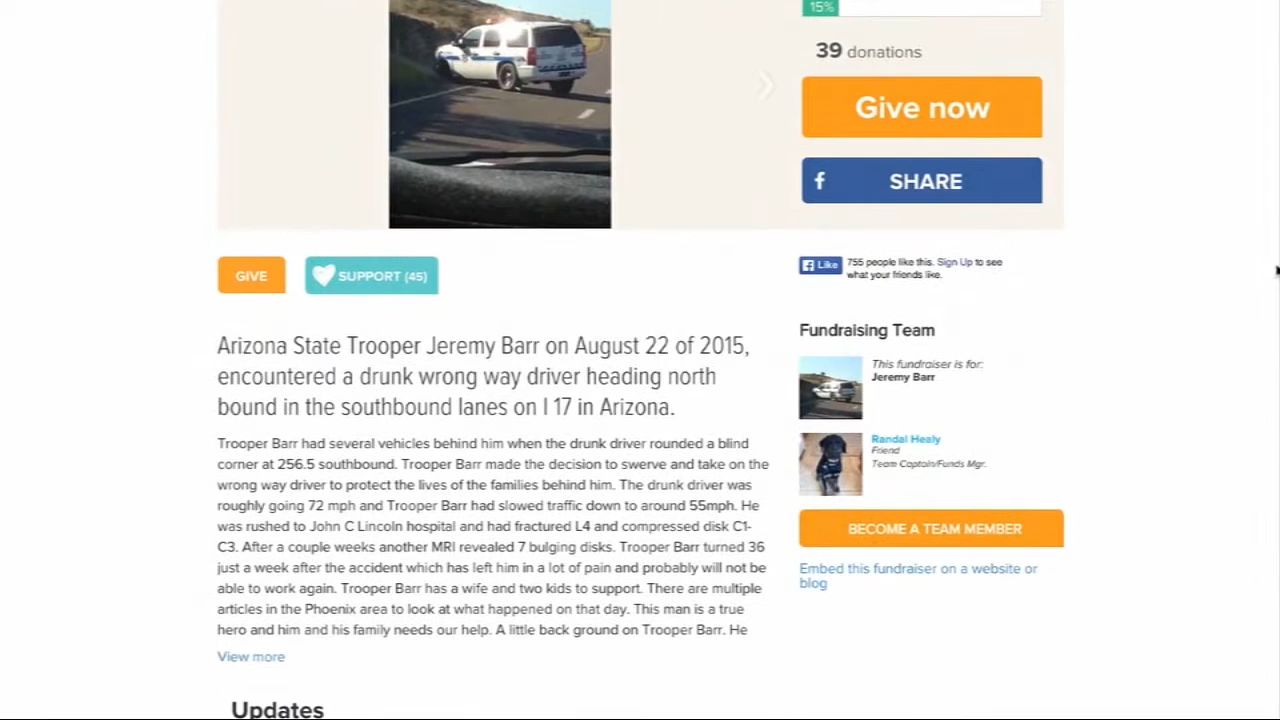 15%
39 donations
Give now
f SHARE
GIVE
SUPPORT (45)
Like 755 people like this. Sign Up to see
what your friends like.
Arizona State Trooper Jeremy Barr on August 22 of 2015,
encountered a drunk wrong way driver heading north
bound in the southbound lanes on I 17 in Arizona.
Trooper Barr had several vehicles behind him when the drunk driver rounded a blind
corner at 256.5 southbound. Trooper Barr made the decision to swerve and take on the
wrong way driver to protect the lives of the families behind him. The drunk driver was
roughly going 72 mph and Trooper Barr had slowed traffic down to around 55mph. He
was rushed to John C Lincoln hospital and had fractured L4 and compressed disk C1-
C3. After a couple weeks another MRI revealed 7 bulging disks. Trooper Barr turned 36
just a week after the accident which has left him in a lot of pain and probably will not be
able to work again. Trooper Barr has a wife and two kids to support. There are multiple
articles in the Phoenix area to look at what happened on that day. This man is a true
hero and him and his family needs our help. A little back ground on Trooper Barr. He
View more
Updates
Fundraising Team
This fundraiser is for:
Jeremy Barr
Randal Healy
Friend
Team Captain/Funds Mgr.
BECOME A TEAM MEMBER
Embed this fundraiser on a website or
blog